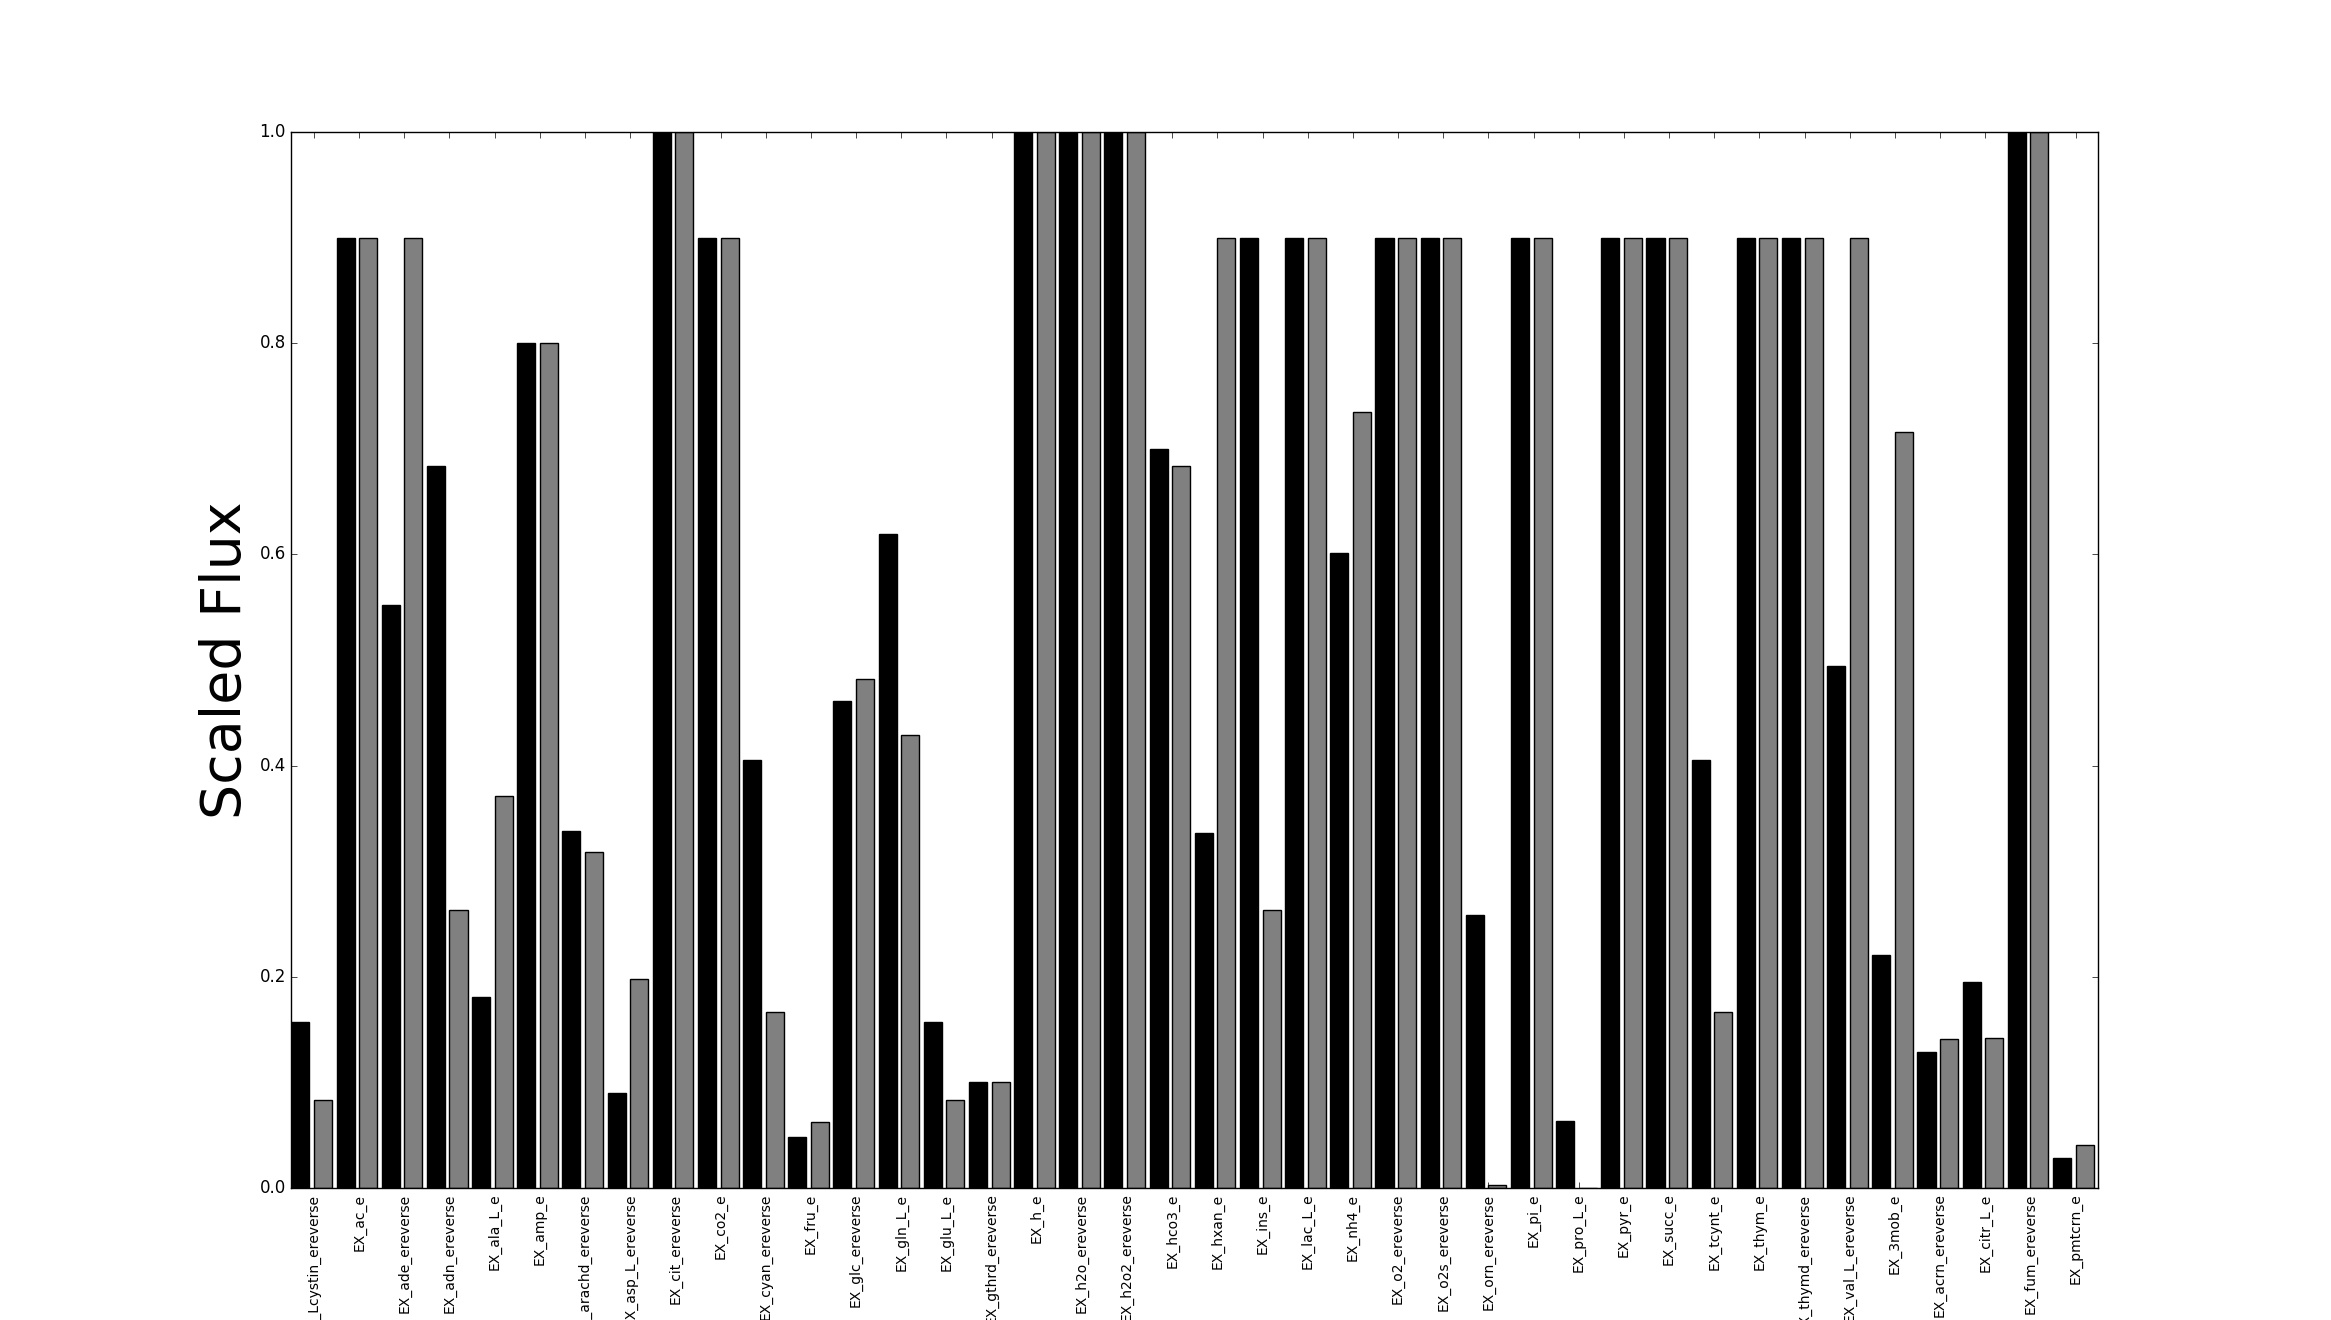 Scaled Flux
1.0
0.8
0.6
0.4
0.2
0.0
_Lcystin_ereverse
EX_ac_e
EX_ade_ereverse
EX_adn_ereverse
EX_ala_L_e
EX_amp_e
_arachd_ereverse
X_asp_L_ereverse
EX_cit_ereverse
EX_co2_e
EX_cyan_ereverse
EX_fru_e
EX_glc_ereverse
EX_gln_L_e
EX_glu_L_e
EX_gthrd_ereverse
EX_h_e
EX_h2o_ereverse
EX_h2o2_ereverse
EX_hco3_e
EX_hxan_e
EX_ins_e
EX_lac_L_e
EX_nh4_e
EX_o2_ereverse
EX_o2s_ereverse
EX_orn_ereverse
EX_pi_e
EX_pro_L_e
EX_pyr_e
EX_succ_e
EX_tcynt_e
EX_thym_e
X_thymd_ereverse
EX_val_L_ereverse
EX_3mob_e
EX_acrn_ereverse
EX_citr_L_e
EX_fum_ereverse
EX_pmtcrn_e